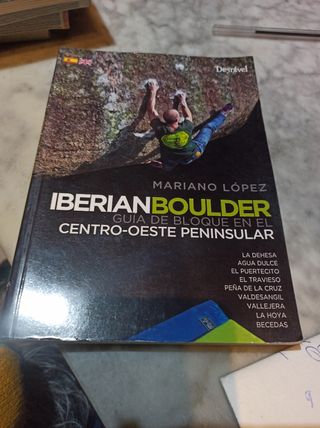 Desnivel
MARIANO LÓPEZ
IBERIANBOULDER
GUIA DE BLOQUE EN EL
CENTRO-OESTE PENINSULAR
LA DEHESA
AGUA DULCE
EL PUERTECITO
EL TRAVIESO
PEÑA DE LA CRUZ
VALDESANGIL
VALLEJERA
LA HOYA
BECEDAS